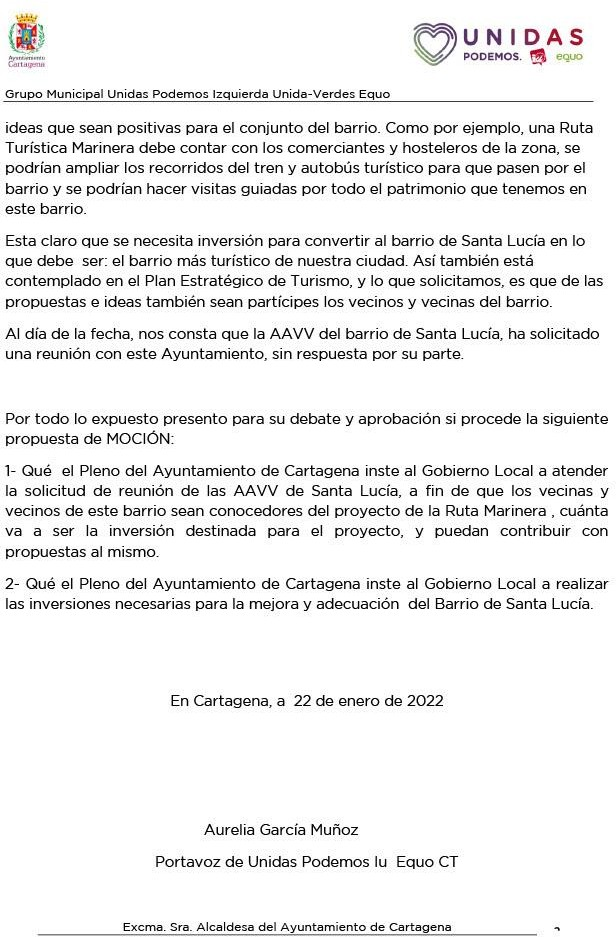 Ayuntamiento
Cartagena
UNIDAS
PODEMOS. equo
Grupo Municipal Unidas Podemos Izquierda Unida-Verdes Equo
ideas que sean positivas para el conjunto del barrio. Como por ejemplo, una Ruta
Turística Marinera debe contar con los comerciantes y hosteleros de la zona, se
podrían ampliar los recorridos del tren y autobús turístico para que pasen por el
barrio y se podrían hacer visitas guiadas por todo el patrimonio que tenemos en
este barrio.
Esta claro que se necesita inversión para convertir al barrio de Santa Lucía en lo
que debe  ser: el barrio más turístico de nuestra ciudad. Así también está
contemplado en el Plan Estratégico de Turismo, y lo que solicitamos, es que de las
propuestas e ideas también sean partícipes los vecinos y vecinas del barrio.
Al día de la fecha, nos consta que la AAVV del barrio de Santa Lucía, ha solicitado
una reunión con este Ayuntamiento, sin respuesta por su parte.
Por todo lo expuesto presento para su debate y aprobación si procede la siguiente
propuesta de MOCIÓN:
1- Qué  el Pleno del Ayuntamiento de Cartagena inste al Gobierno Local a atender
la solicitud de reunión de las AAVV de Santa Lucía, a fin de que los vecinas y
vecinos de este barrio sean conocedores del proyecto de la Ruta Marinera , cuánta
va a ser la inversión destinada para el proyecto, y puedan contribuir con
propuestas al mismo.
2- Qué el Pleno del Ayuntamiento de Cartagena inste al Gobierno Local a realizar
las inversiones necesarias para la mejora y adecuación  del Barrio de Santa Lucía.
En Cartagena, a  22 de enero de 2022
Aurelia García Muñoz
Portavoz de Unidas Podemos Iu  Equo CT
Excma. Sra. Alcaldesa del Ayuntamiento de Cartagena